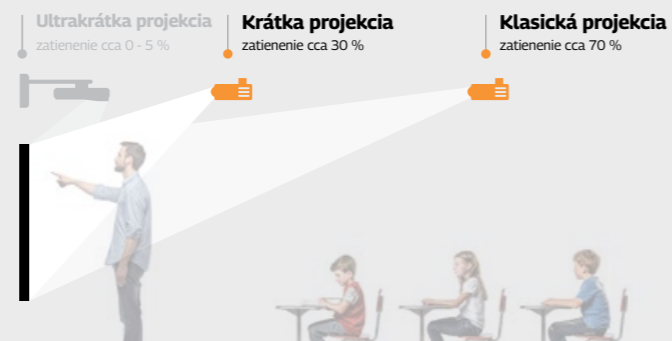 Ultrakrátka projekcia
zatienenie cca 0 - 5 %
Krátka projekcia
zatienenie cca 30 %
Klasická projekcia
zatienenie cca 70 %